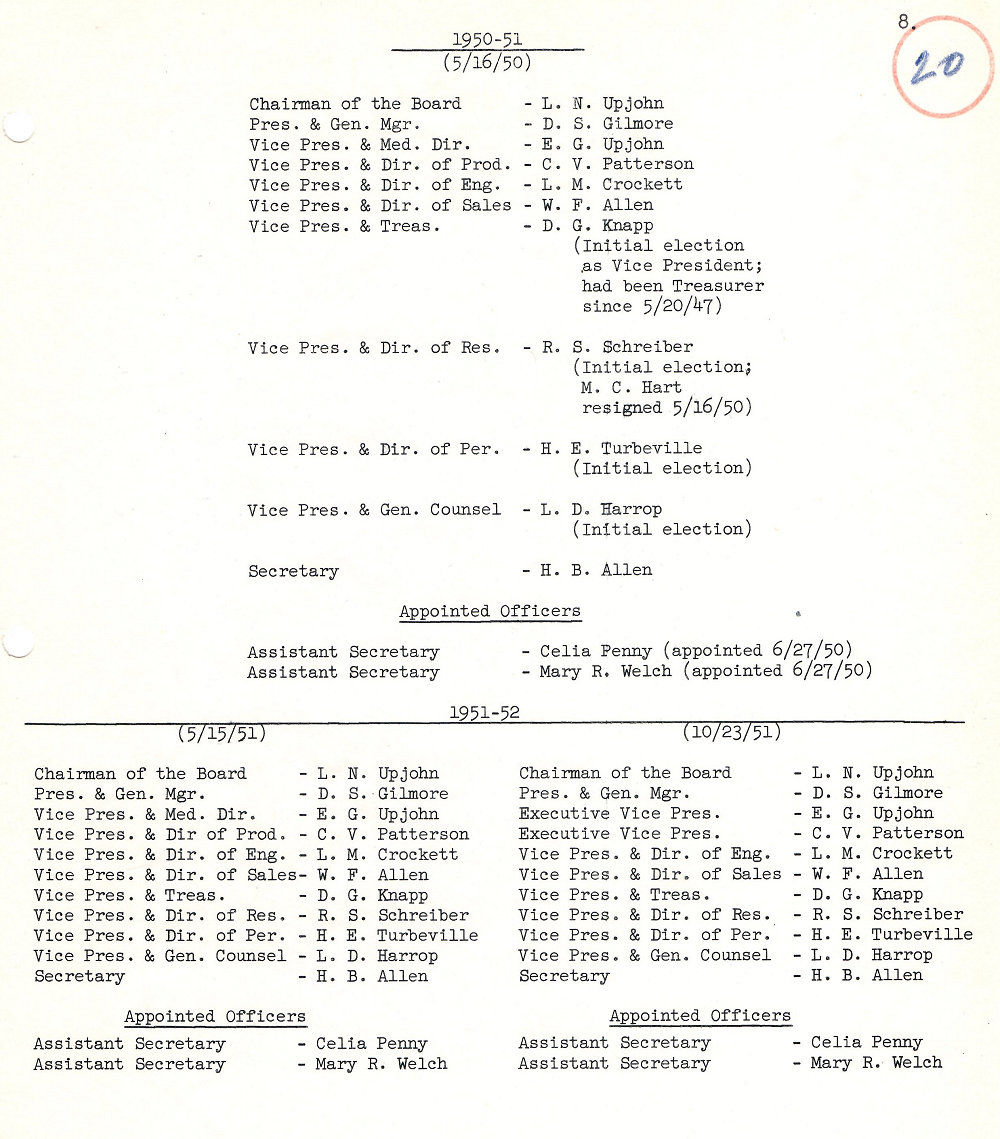 8.
20
1950-51
(5/16/50)
Chairman of the Board - L. N. Upjohn
Pres. & Gen. Mgr. - D. S. Gilmore
Vice Pres. & Med. Dir. - E. G. Upjohn
Vice Pres. & Dir. of Prod. - C. V. Patterson
Vice Pres. & Dir. of Eng. - L. M. Crockett
Vice Pres. & Dir. of Sales - W. F. Allen
Vice Pres. & Treas. - D. G. Knapp
(Initial election
as Vice President;
had been Treasurer
since 5/20/47)
Vice Pres. & Dir. of Res. - R. S. Schreiber
(Initial election;
M. C. Hart
resigned 5/16/50)
Vice Pres. & Dir. of Per. - H. E. Turbeville
(Initial election)
Vice Pres. & Gen. Counsel - L. D. Harrop
(Initial election)
Secretary - H. B. Allen
Appointed Officers
Assistant Secretary - Celia Penny (appointed 6/27/50)
Assistant Secretary - Mary R. Welch (appointed 6/27/50)
1951-52
(5/15/51)
Chairman of the Board - L. N. Upjohn
Pres. & Gen. Mgr. - D. S. Gilmore
Vice Pres. & Med. Dir. - E. G. Upjohn
Vice Pres. & Dir of Prod. - C. V. Patterson
Vice Pres. & Dir. of Eng. - L. M. Crockett
Vice Pres. & Dir. of Sales- W. F. Allen
Vice Pres. & Treas. - D. G. Knapp
Vice Pres. & Dir. of Res. - R. S. Schreiber
Vice Pres. & Dir. of Per. - H. E. Turbeville
Vice Pres. & Gen. Counsel - L. D. Harrop
Secretary - H. B. Allen
Appointed Officers
Assistant Secretary - Celia Penny
Assistant Secretary - Mary R. Welch
(10/23/51)
Chairman of the Board - L. N. Upjohn
Pres. & Gen. Mgr. - D. S. Gilmore
Executive Vice Pres. - E. G. Upjohn
Executive Vice Pres. - C. V. Patterson
Vice Pres. & Dir. of Eng. - L. M. Crockett
Vice Pres. & Dir. of Sales - W. F. Allen
Vice Pres. & Treas. - D. G. Knapp
Vice Pres. & Dir. of Res. - R. S. Schreiber
Vice Pres. & Dir. of Per. - H. E. Turbeville
Vice Pres. & Gen. Counsel - L. D. Harrop
Secretary - H. B. Allen
Appointed Officers
Assistant Secretary - Celia Penny
Assistant Secretary - Mary R. Welch